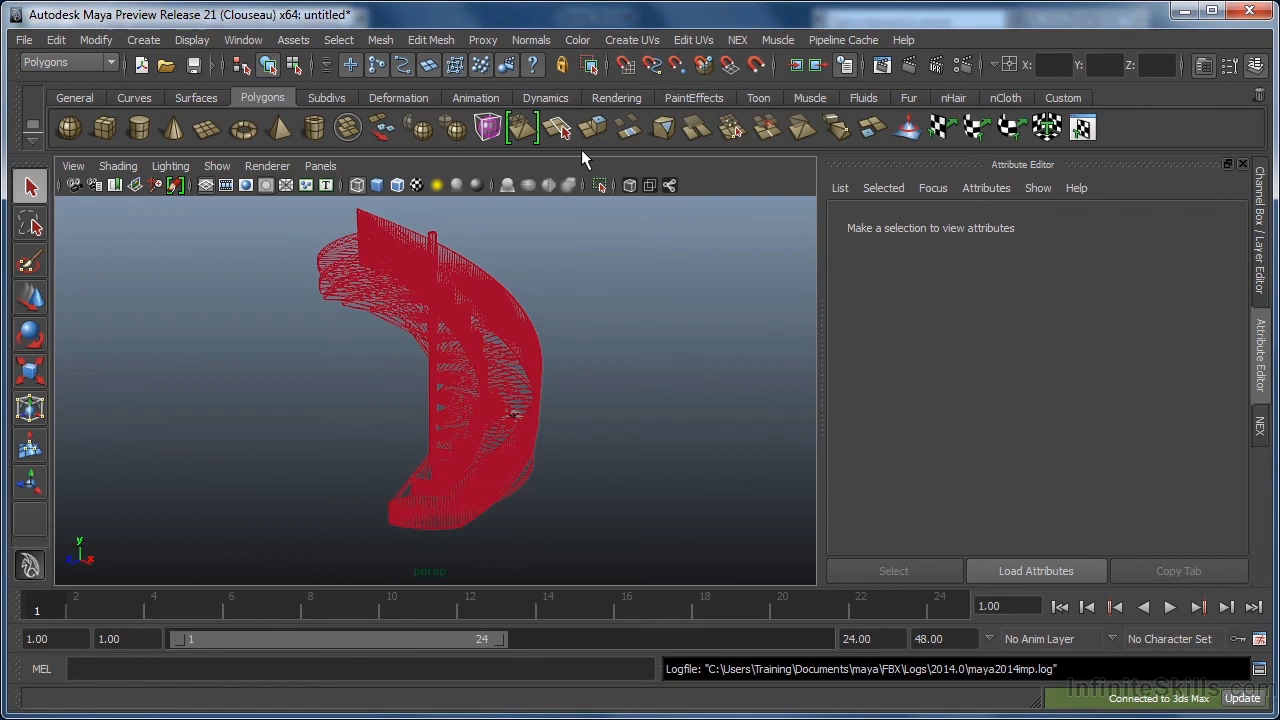 Autodesk Maya Preview Release 21 (Clouseau) x64: untitled*
File Edit Modify Create Display Window Assets Select Mesh Edit Mesh Proxy Normals Color Create UVs Edit UVs NEX Muscle Pipeline Cache Help
Polygons X: Y: Z:
General Curves Surfaces Polygons Subdivs Deformation Animation Dynamics Rendering PaintEffects Toon Muscle Fluids Fur nHair nCloth Custom
View Shading Lighting Show Renderer Panels
Attribute Editor
List Selected Focus Attributes Show Help
Make a selection to view attributes
Channel Box / Layer Editor
Attribute Editor
NEX
y
z x
persp
Select Load Attributes Copy Tab
1 2 4 6 8 10 12 14 16 18 20 22 24 1.00
1.00 1.00 1 24 24.00 48.00 No Anim Layer No Character Set
MEL Logfile: "C:\Users\Training\Documents\maya\FBX\Logs\2014.0\maya2014imp.log"
InfiniteSkills.com
Connected to 3ds Max Update